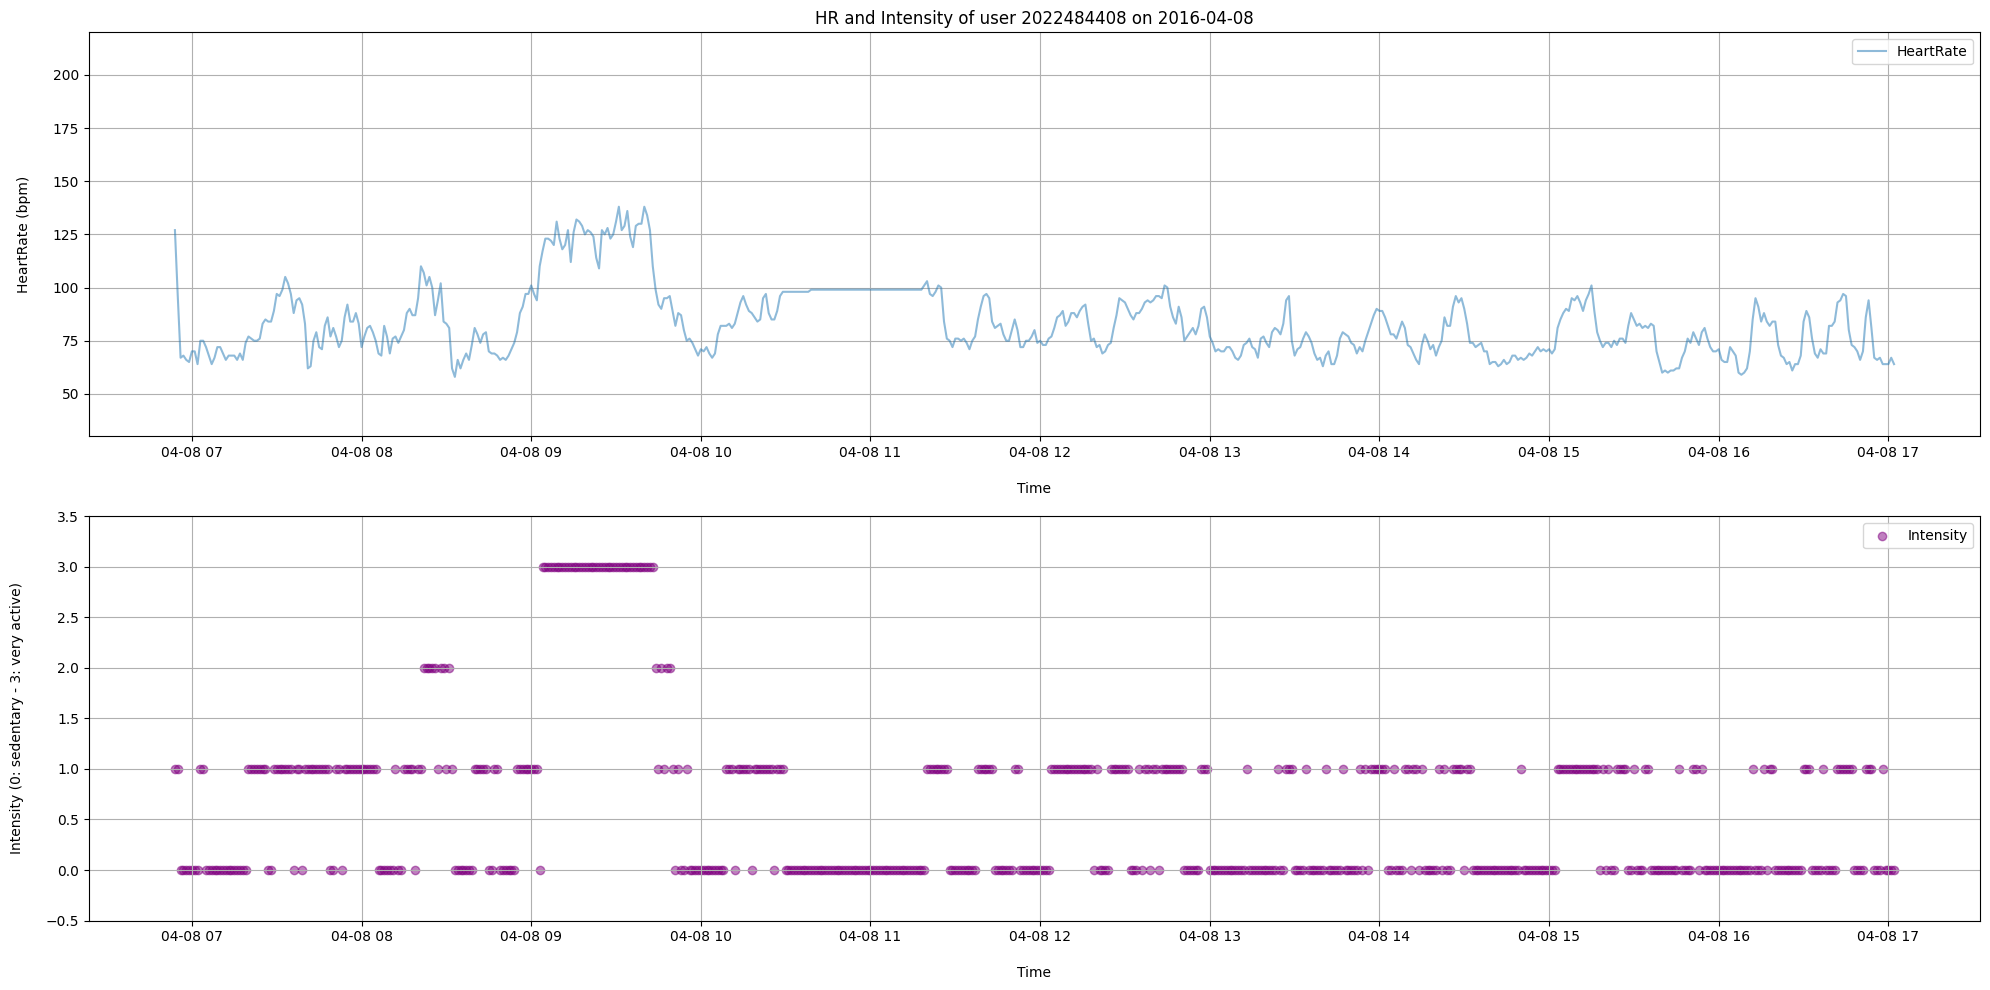 HR and Intensity of user 2022484408 on 2016-04-08
HeartRate
200
175
150
125
100
75
50
HeartRate (bpm)
04-08 07 04-08 08 04-08 09 04-08 10 04-08 11 04-08 12 04-08 13 04-08 14 04-08 15 04-08 16 04-08 17
Time
Intensity
3.5
3.0
2.5
2.0
1.5
1.0
0.5
0.0
−0.5
Intensity (0: sedentary - 3: very active)
04-08 07 04-08 08 04-08 09 04-08 10 04-08 11 04-08 12 04-08 13 04-08 14 04-08 15 04-08 16 04-08 17
Time